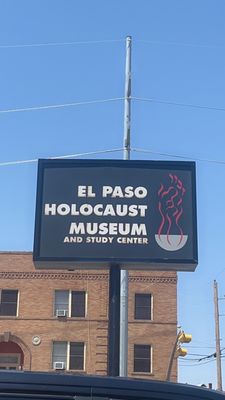 EL PASO
HOLOCAUST
MUSEUM
AND STUDY CENTER